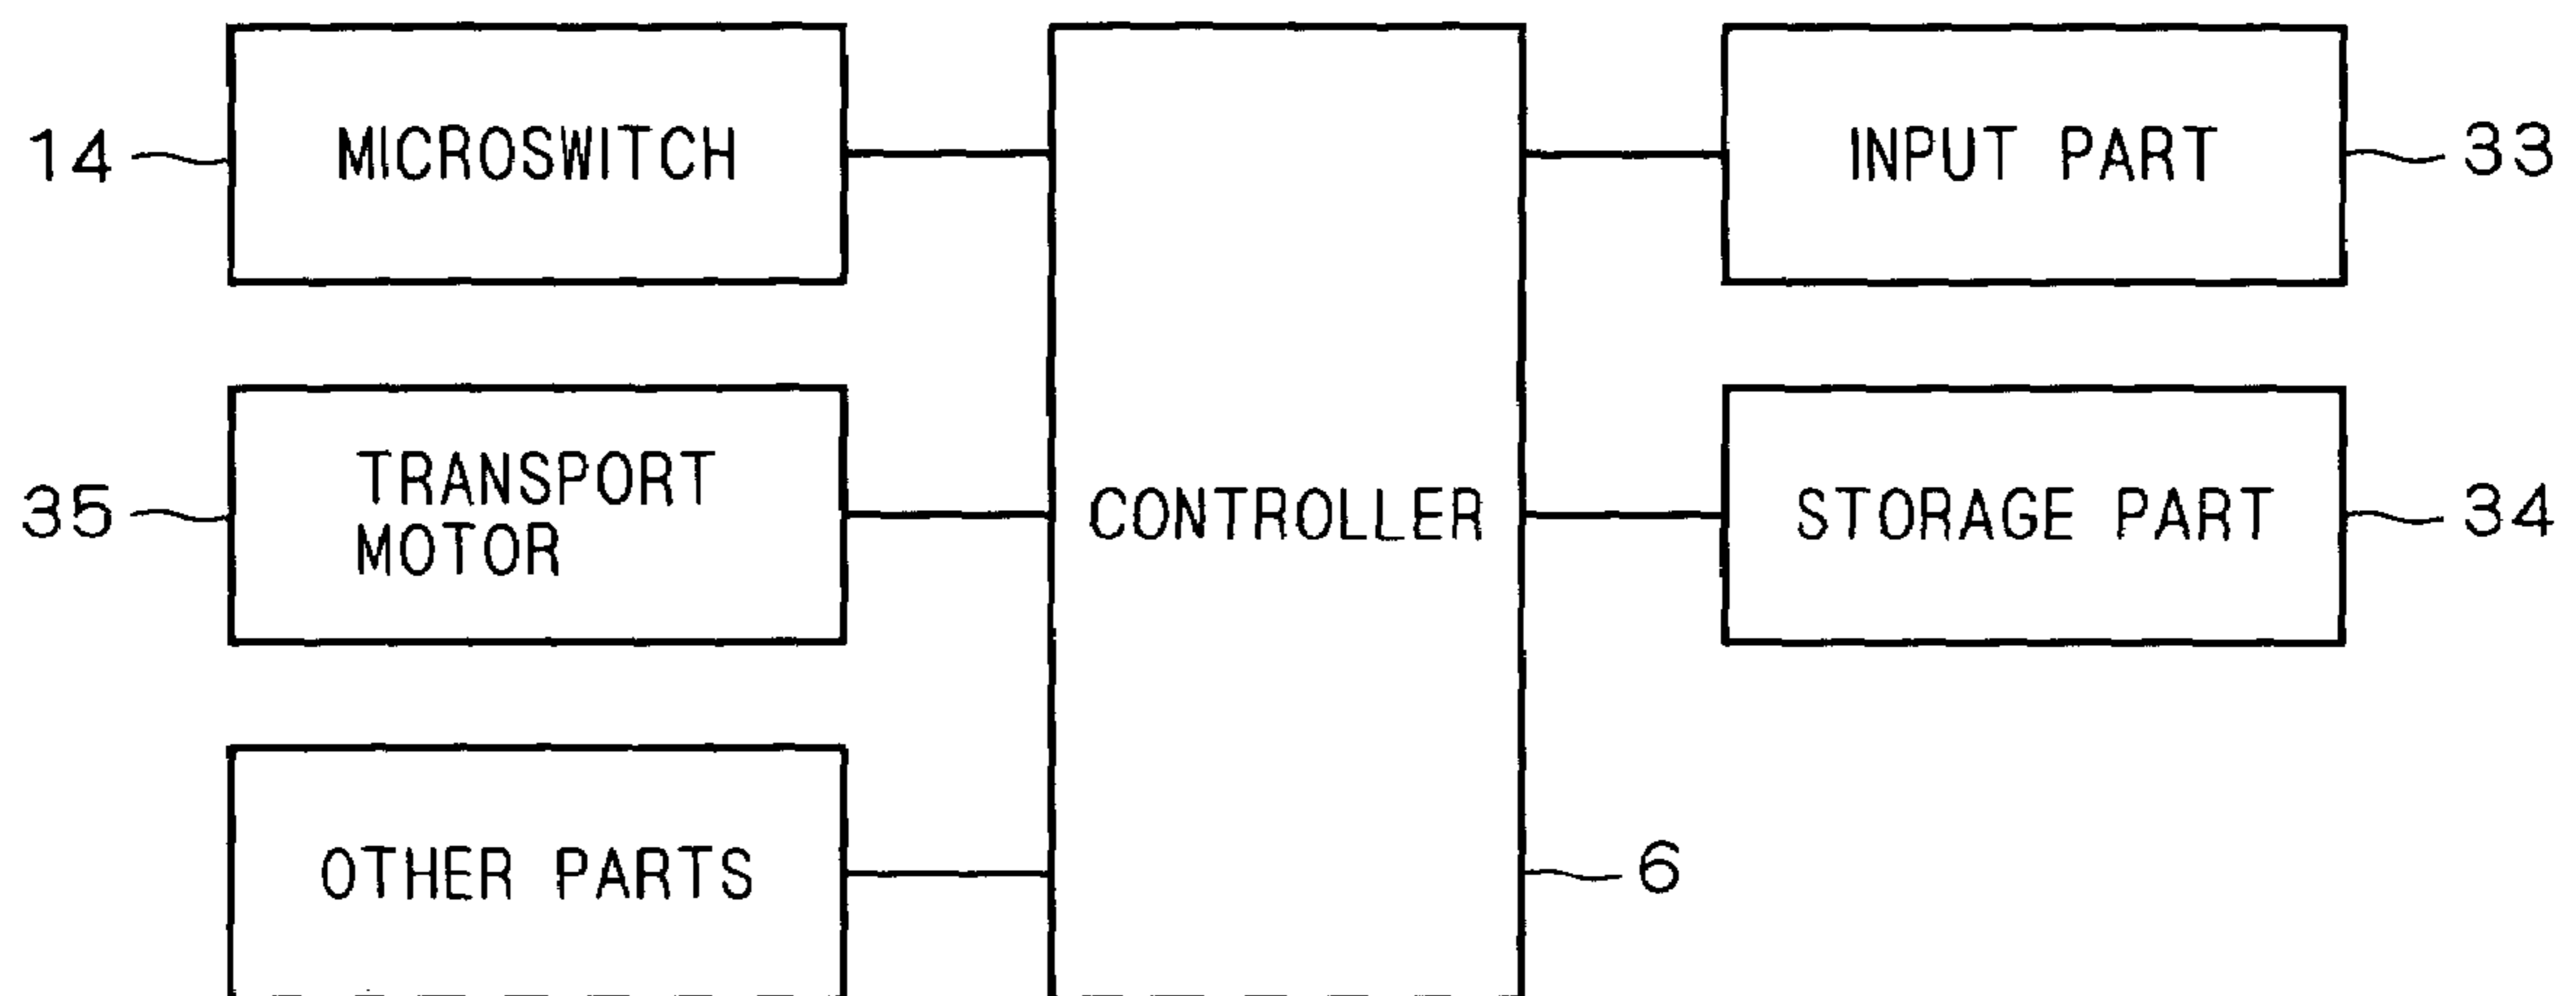 14
MICROSWITCH
INPUT PART
33
35
TRANSPORT
MOTOR
CONTROLLER
STORAGE PART
34
OTHER PARTS
6